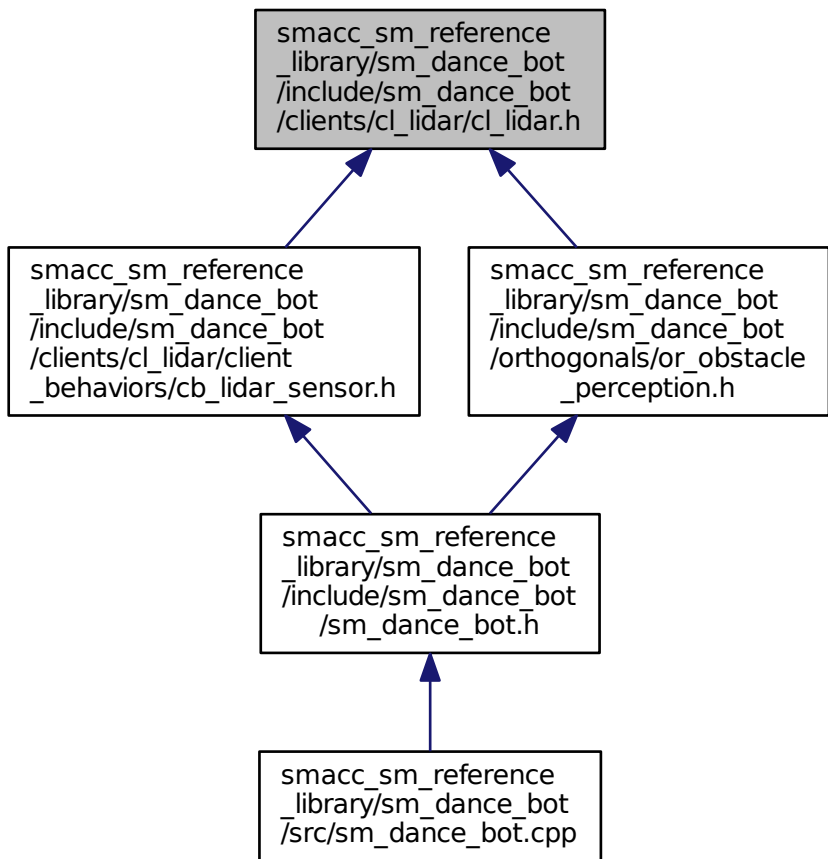 smacc_sm_reference
_library/sm_dance_bot
/include/sm_dance_bot
/clients/cl_lidar/cl_lidar.h
smacc_sm_reference
_library/sm_dance_bot
/include/sm_dance_bot
/clients/cl_lidar/client
_behaviors/cb_lidar_sensor.h
smacc_sm_reference
_library/sm_dance_bot
/include/sm_dance_bot
/orthogonals/or_obstacle
_perception.h
smacc_sm_reference
_library/sm_dance_bot
/include/sm_dance_bot
/sm_dance_bot.h
smacc_sm_reference
_library/sm_dance_bot
/src/sm_dance_bot.cpp